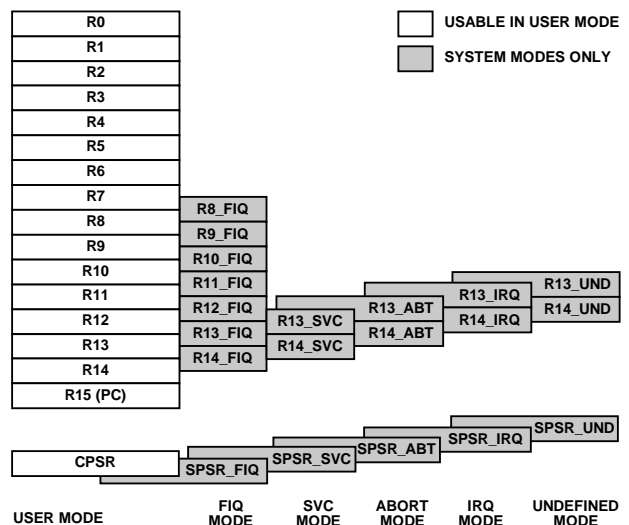 R0
R1
R2
R3
R4
R5
R6
R7
R8
R9
R10
R11
R12
R13
R14
R15 (PC)
R8_FIQ
R9_FIQ
R10_FIQ
R11_FIQ
R12_FIQ
R13_FIQ
R14_FIQ
R13_SVC
R14_SVC
R13_ABT
R14_ABT
R13_IRQ
R14_IRQ
R13_UND
R14_UND
USABLE IN USER MODE
SYSTEM MODES ONLY
CPSR
SPSR_FIQ
SPSR_SVC
SPSR_ABT
SPSR_IRQ
SPSR_UND
USER MODE
FIQ
MODE
SVC
MODE
ABORT
MODE
IRQ
MODE
UNDEFINED
MODE